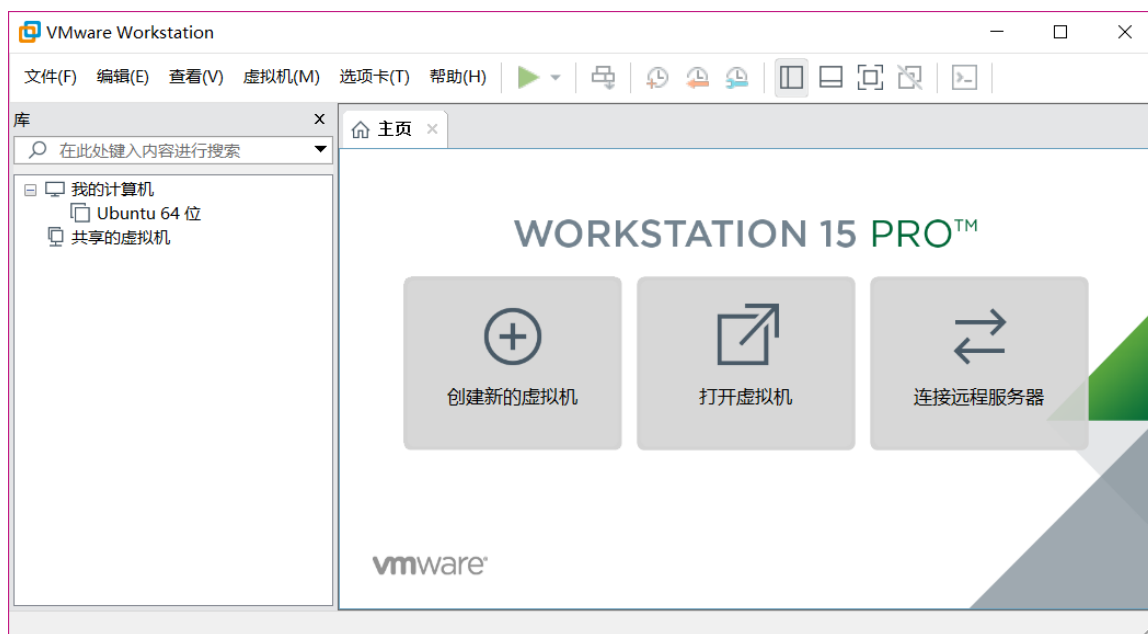 VMware Workstation
文件(F) 编辑(E) 查看(V) 虚拟机(M) 选项卡(T) 帮助(H)
库
在此处键入内容进行搜索
我的计算机
Ubuntu 64 位
共享的虚拟机
主页
WORKSTATION 15 PRO™
创建新的虚拟机
打开虚拟机
连接远程服务器
vmware